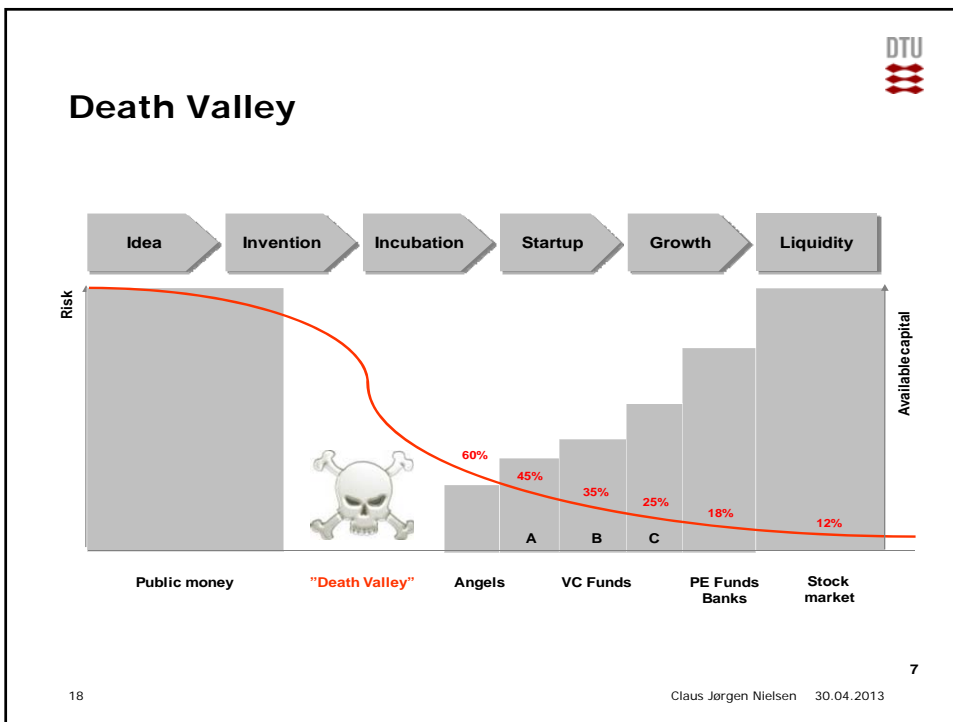 DTU
Death Valley
Idea
Invention
Incubation
Startup
Growth
Liquidity
Risk
Availablecapital
60%
45%
35%
25%
18%
12%
A
B
C
Public money
”Death Valley”
Angels
VC Funds
PE Funds
Banks
Stock
market
7
18
Claus Jørgen Nielsen
30.04.2013